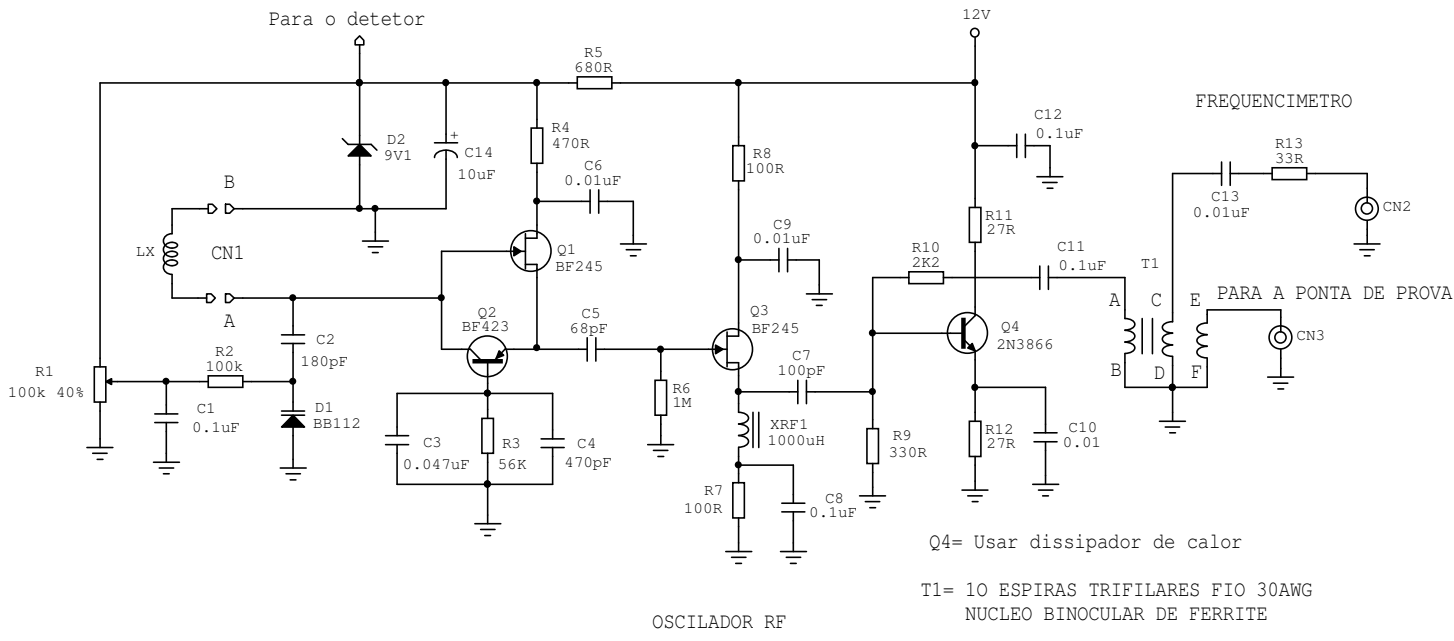 Para o detetor
12V
R5
680R
FREQUENCIMETRO
C12
0.1uF
R4
470R
D2
9V1
C14
+
10uF
C6
0.01uF
R8
100R
R13
33R
C13
0.01uF
CN2
B
LX
CN1
A
Q1
BF245
C9
0.01uF
R11
27R
R10
2K2
C11
0.1uF
T1
A
C
E
PARA A PONTA DE PROVA
B
D
F
CN3
Q2
BF423
C5
68pF
Q3
BF245
Q4
2N3866
C2
180pF
R2
100k
R1
100k 40%
C1
0.1uF
D1
BB112
R6
1M
C7
100pF
XRF1
1000uH
C3
0.047uF
R3
56K
C4
470pF
R9
330R
R12
27R
C10
0.01
R7
100R
C8
0.1uF
Q4= Usar dissipador de calor
T1= 10 ESPIRAS TRIFILARES FIO 30AWG
NUCLEO BINOCULAR DE FERRITE
OSCILADOR RF